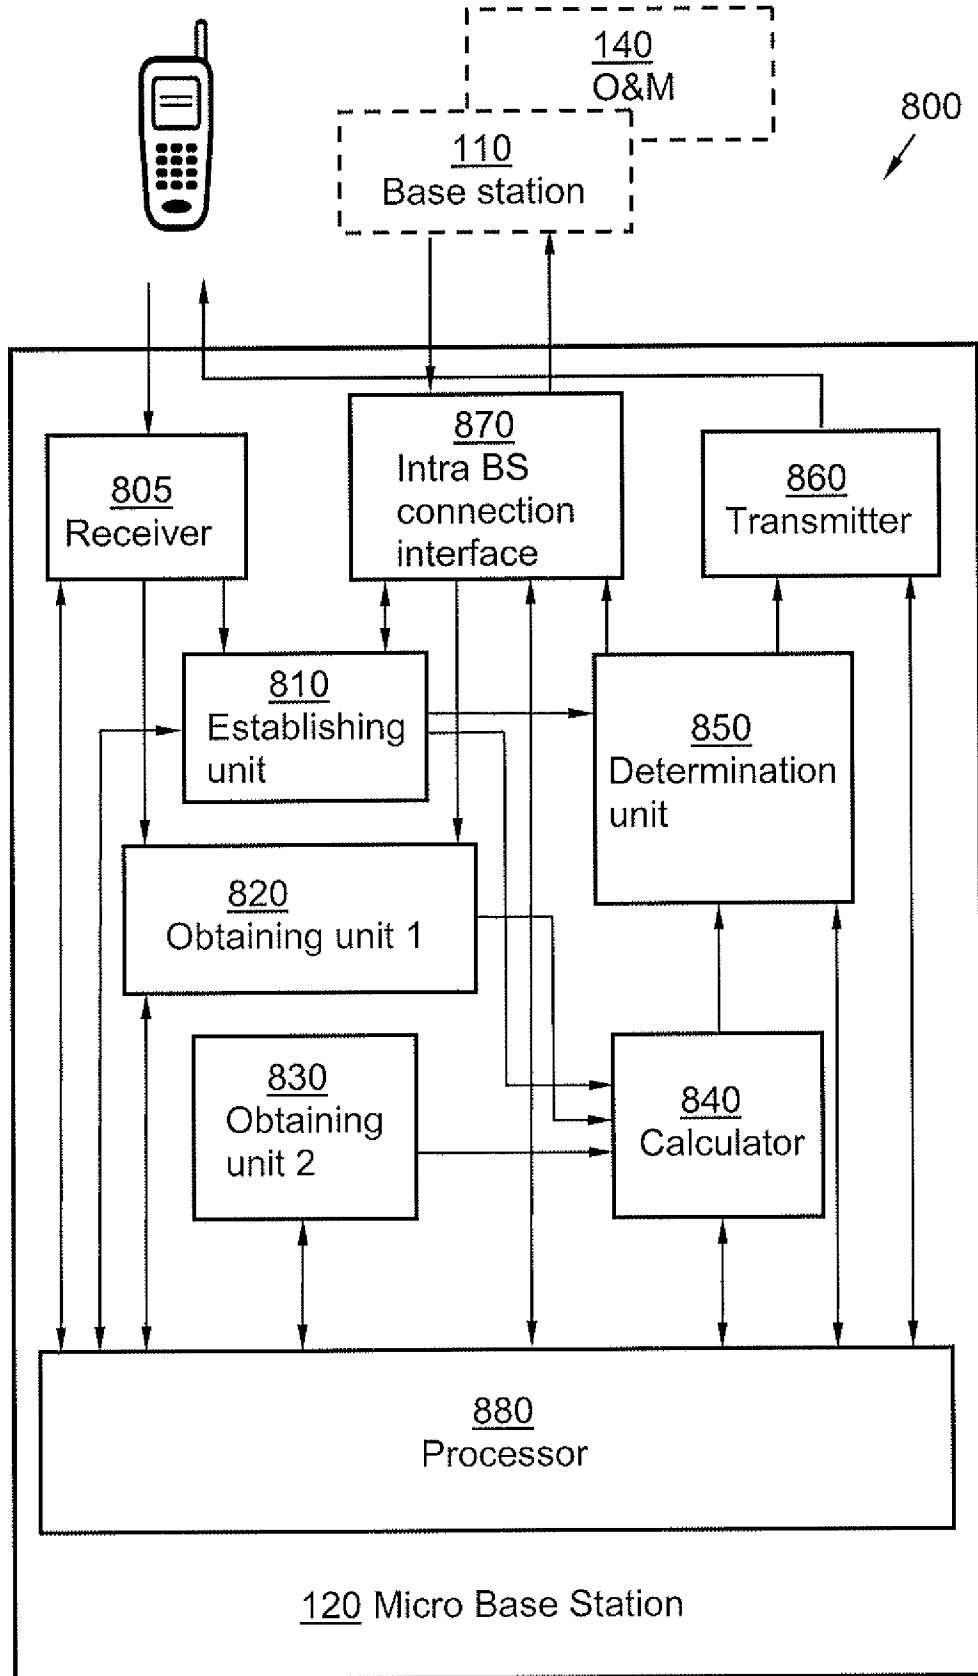 140
O&M
800
110
Base station
870
Intra BS
connection
interface
805
Receiver
860
Transmitter
810
Establishing
unit
850
Determination
unit
820
Obtaining unit 1
830
Obtaining
unit 2
840
Calculator
880
Processor
120 Micro Base Station